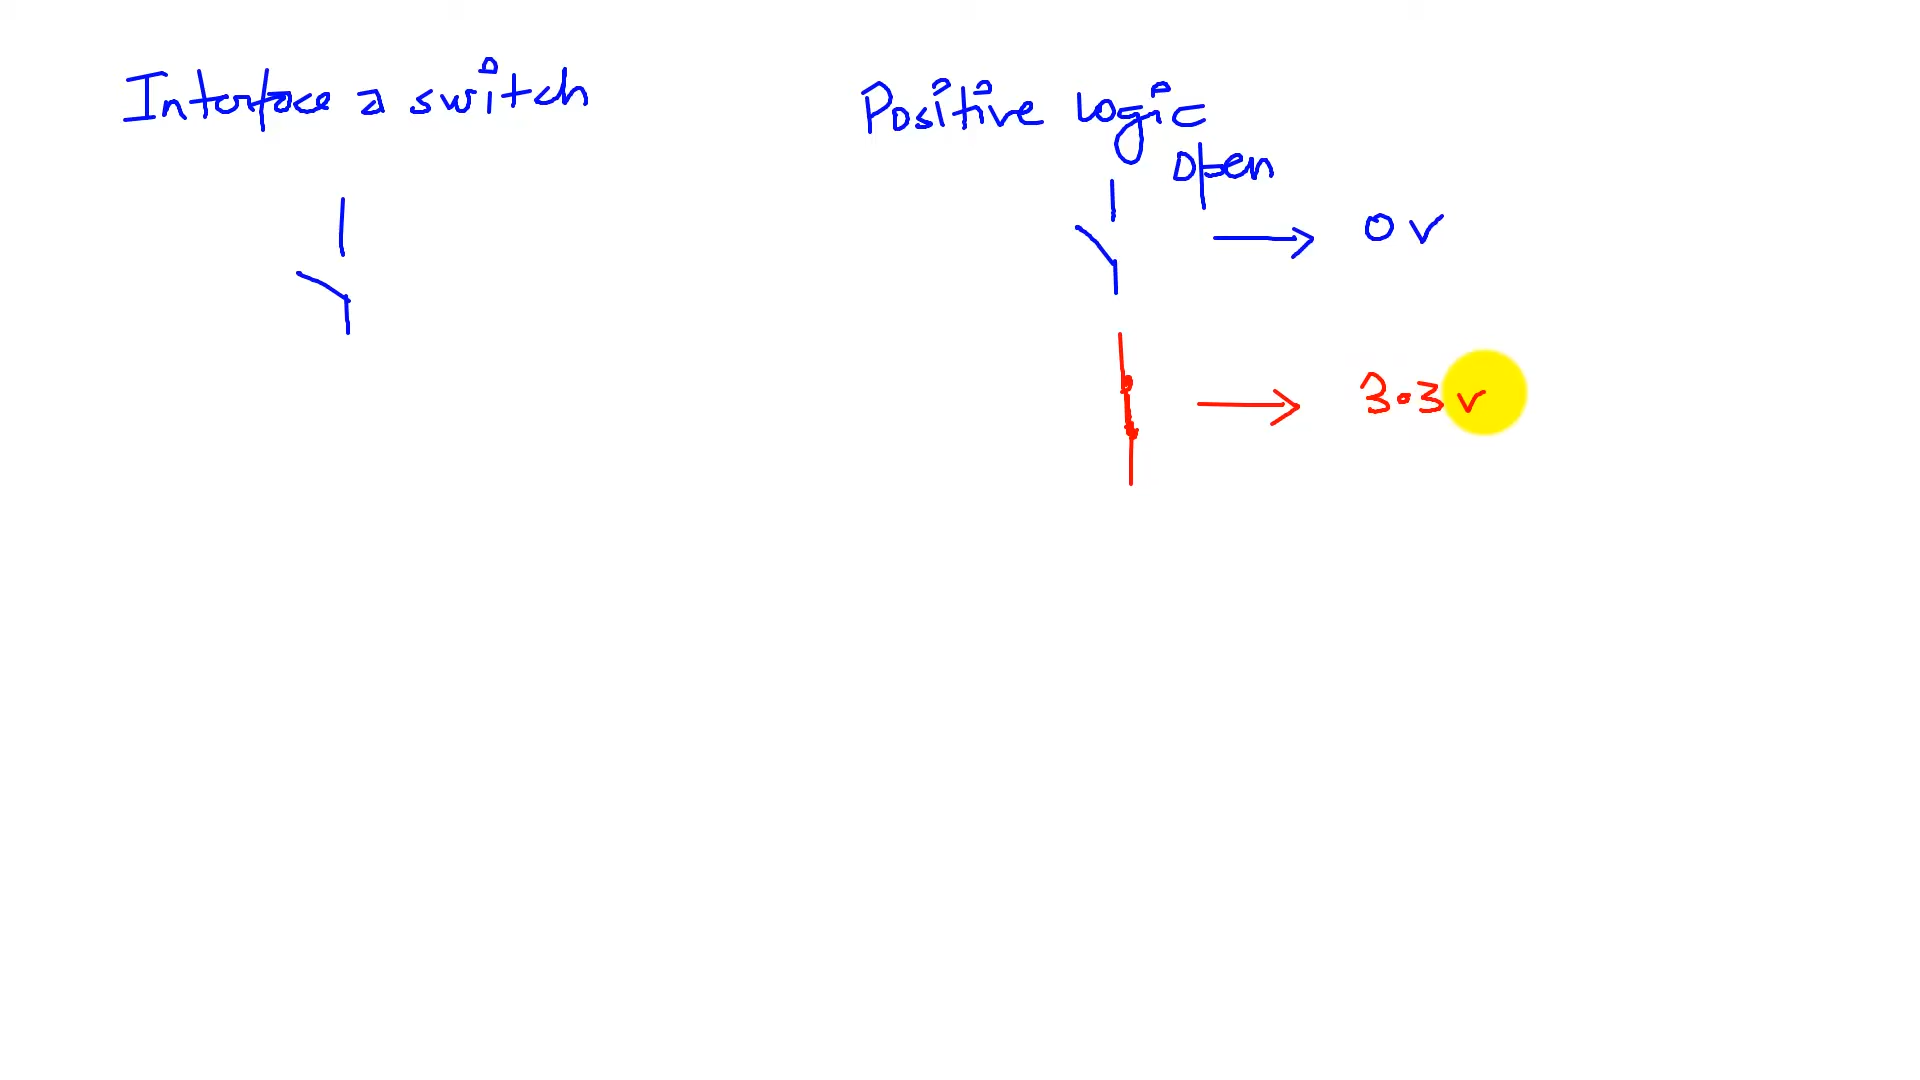 Interface a switch
Positive Logic
Open
0 V
3.3 V